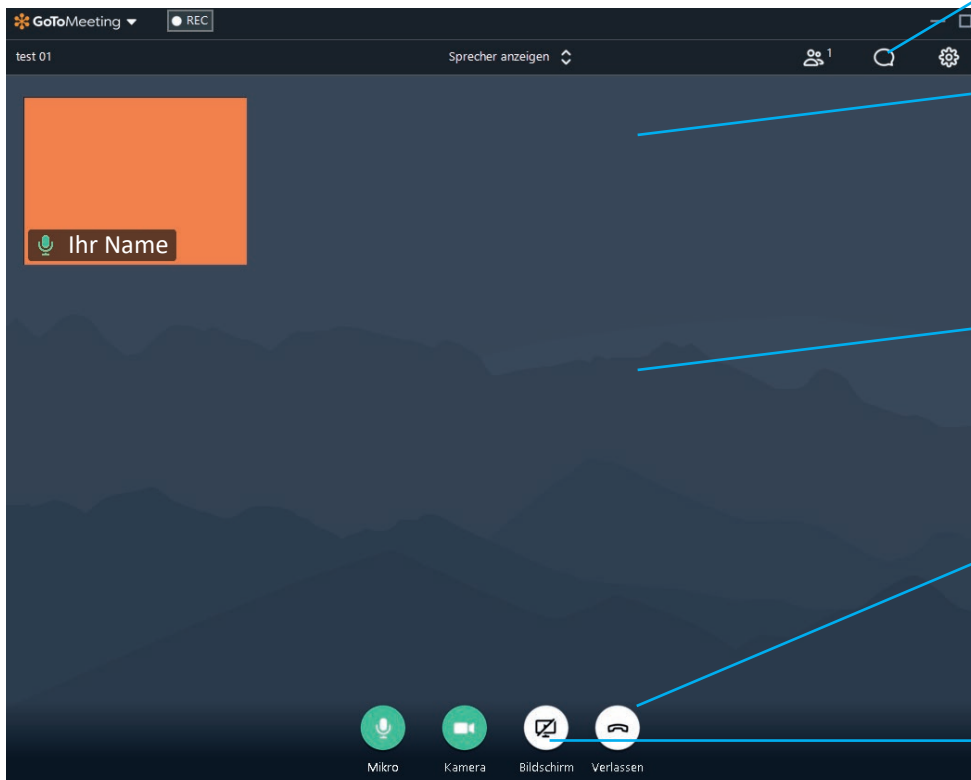 GoToMeeting
REC
test 01
Sprecher anzeigen
1
Ihr Name
Mikro
Kamera
Bildschirm
Verlassen